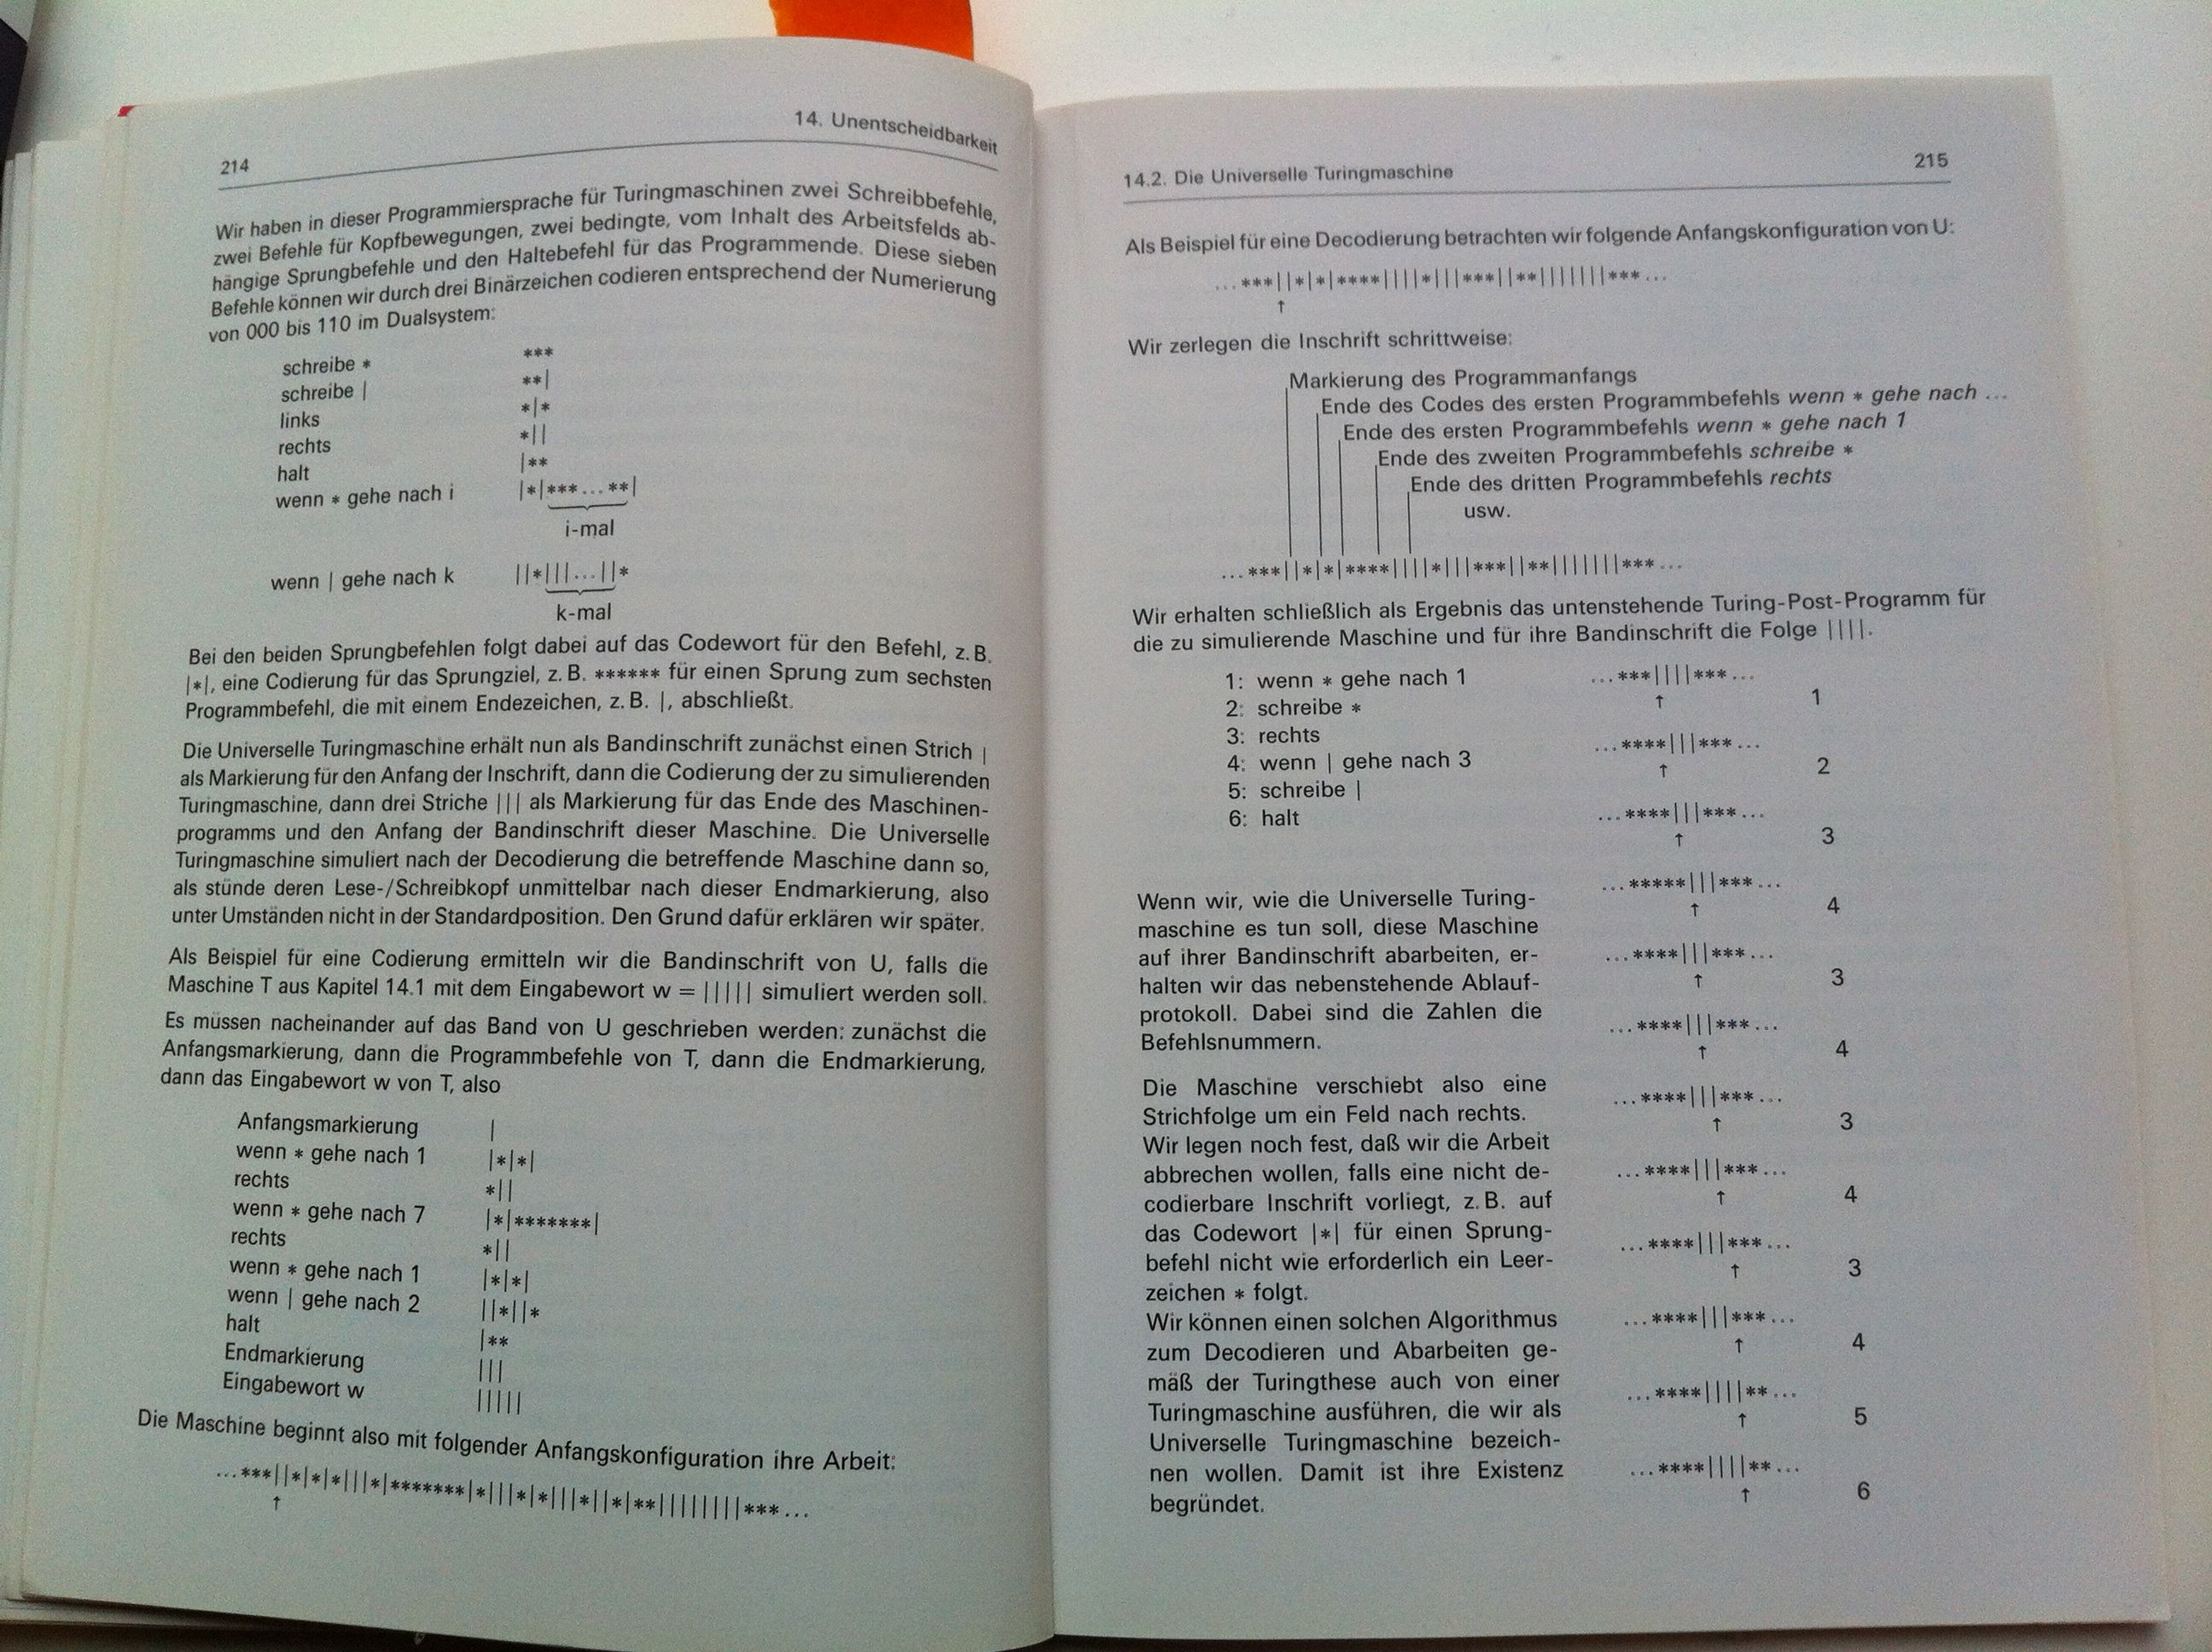 214
14. Unentscheidbarkeit
Wir haben in dieser Programmiersprache für Turingmaschinen zwei Schreibbefehle,
zwei Befehle für Kopfbewegungen, zwei bedingte, vom Inhalt des Arbeitsfelds ab-
hängige Sprungbefehle und den Haltebefehl für das Programmende. Diese sieben
Befehle können wir durch drei Binärzeichen codieren entsprechend der Numerierung
von 000 bis 110 im Dualsystem:
schreibe * ***
schreibe | **|
links *|*
rechts *||
halt |**
wenn * gehe nach i |*|***...**|
i-mal
wenn | gehe nach k ||*|||...||*
k-mal
Bei den beiden Sprungbefehlen folgt dabei auf das Codewort für den Befehl, z. B.
|*|, eine Codierung für das Sprungziel, z. B. ****** für einen Sprung zum sechsten
Programmbefehl, die mit einem Endezeichen, z. B. |, abschließt.
Die Universelle Turingmaschine erhält nun als Bandinschrift zunächst einen Strich |
als Markierung für den Anfang der Inschrift, dann die Codierung der zu simulierenden
Turingmaschine, dann drei Striche ||| als Markierung für das Ende des Maschinen-
programms und den Anfang der Bandinschrift dieser Maschine. Die Universelle
Turingmaschine simuliert nach der Decodierung die betreffende Maschine dann so,
als stünde deren Lese-/Schreibkopf unmittelbar nach dieser Endmarkierung, also
unter Umständen nicht in der Standardposition. Den Grund dafür erklären wir später.
Als Beispiel für eine Codierung ermitteln wir die Bandinschrift von U, falls die
Maschine T aus Kapitel 14.1 mit dem Eingabewort w = ||||| simuliert werden soll.
Es müssen nacheinander auf das Band von U geschrieben werden: zunächst die
Anfangsmarkierung, dann die Programmbefehle von T, dann die Endmarkierung,
dann das Eingabewort w von T, also
Anfangsmarkierung |
wenn * gehe nach 1 |*|*|
rechts *||
wenn * gehe nach 7 |*|*******|
rechts *||
wenn * gehe nach 1 |*|*|
wenn | gehe nach 2 ||*||*
halt |**
Endmarkierung |||
Eingabewort w |||||
Die Maschine beginnt also mit folgender Anfangskonfiguration ihre Arbeit:
...***||*|*|*|||*|*******|*|||*|*|||*||*|**||||||||***...
↑
14.2. Die Universelle Turingmaschine
215
Als Beispiel für eine Decodierung betrachten wir folgende Anfangskonfiguration von U:
...***||*|*|****||||*|||***||**|||||||***...
↑
Wir zerlegen die Inschrift schrittweise:
Markierung des Programmanfangs
Ende des Codes des ersten Programmbefehls wenn * gehe nach ...
Ende des ersten Programmbefehls wenn * gehe nach 1
Ende des zweiten Programmbefehls schreibe *
Ende des dritten Programmbefehls rechts
usw.
...***||*|*|****||||*|||***||**|||||||***...
Wir erhalten schließlich als Ergebnis das untenstehende Turing-Post-Programm für
die zu simulierende Maschine und für ihre Bandinschrift die Folge ||||.
1: wenn * gehe nach 1
2: schreibe *
3: rechts
4: wenn | gehe nach 3
5: schreibe |
6: halt
Wenn wir, wie die Universelle Turing-
maschine es tun soll, diese Maschine
auf ihrer Bandinschrift abarbeiten, er-
halten wir das nebenstehende Ablauf-
protokoll. Dabei sind die Zahlen die
Befehlsnummern.
Die Maschine verschiebt also eine
Strichfolge um ein Feld nach rechts.
Wir legen noch fest, daß wir die Arbeit
abbrechen wollen, falls eine nicht de-
codierbare Inschrift vorliegt, z. B. auf
das Codewort |*| für einen Sprung-
befehl nicht wie erforderlich ein Leer-
zeichen * folgt.
Wir können einen solchen Algorithmus
zum Decodieren und Abarbeiten ge-
mäß der Turingthese auch von einer
Turingmaschine ausführen, die wir als
Universelle Turingmaschine bezeich-
nen wollen. Damit ist ihre Existenz
begründet.
...***||||***...
↑ 1
...****|||***...
↑ 2
...****|||***...
↑ 3
...*****|||***...
↑ 4
...****|||***...
↑ 3
...****|||***...
↑ 4
...****|||***...
↑ 3
...****|||***...
↑ 4
...****|||***...
↑ 3
...****|||***...
↑ 4
...****||||**...
↑ 5
...****||||**...
↑ 6